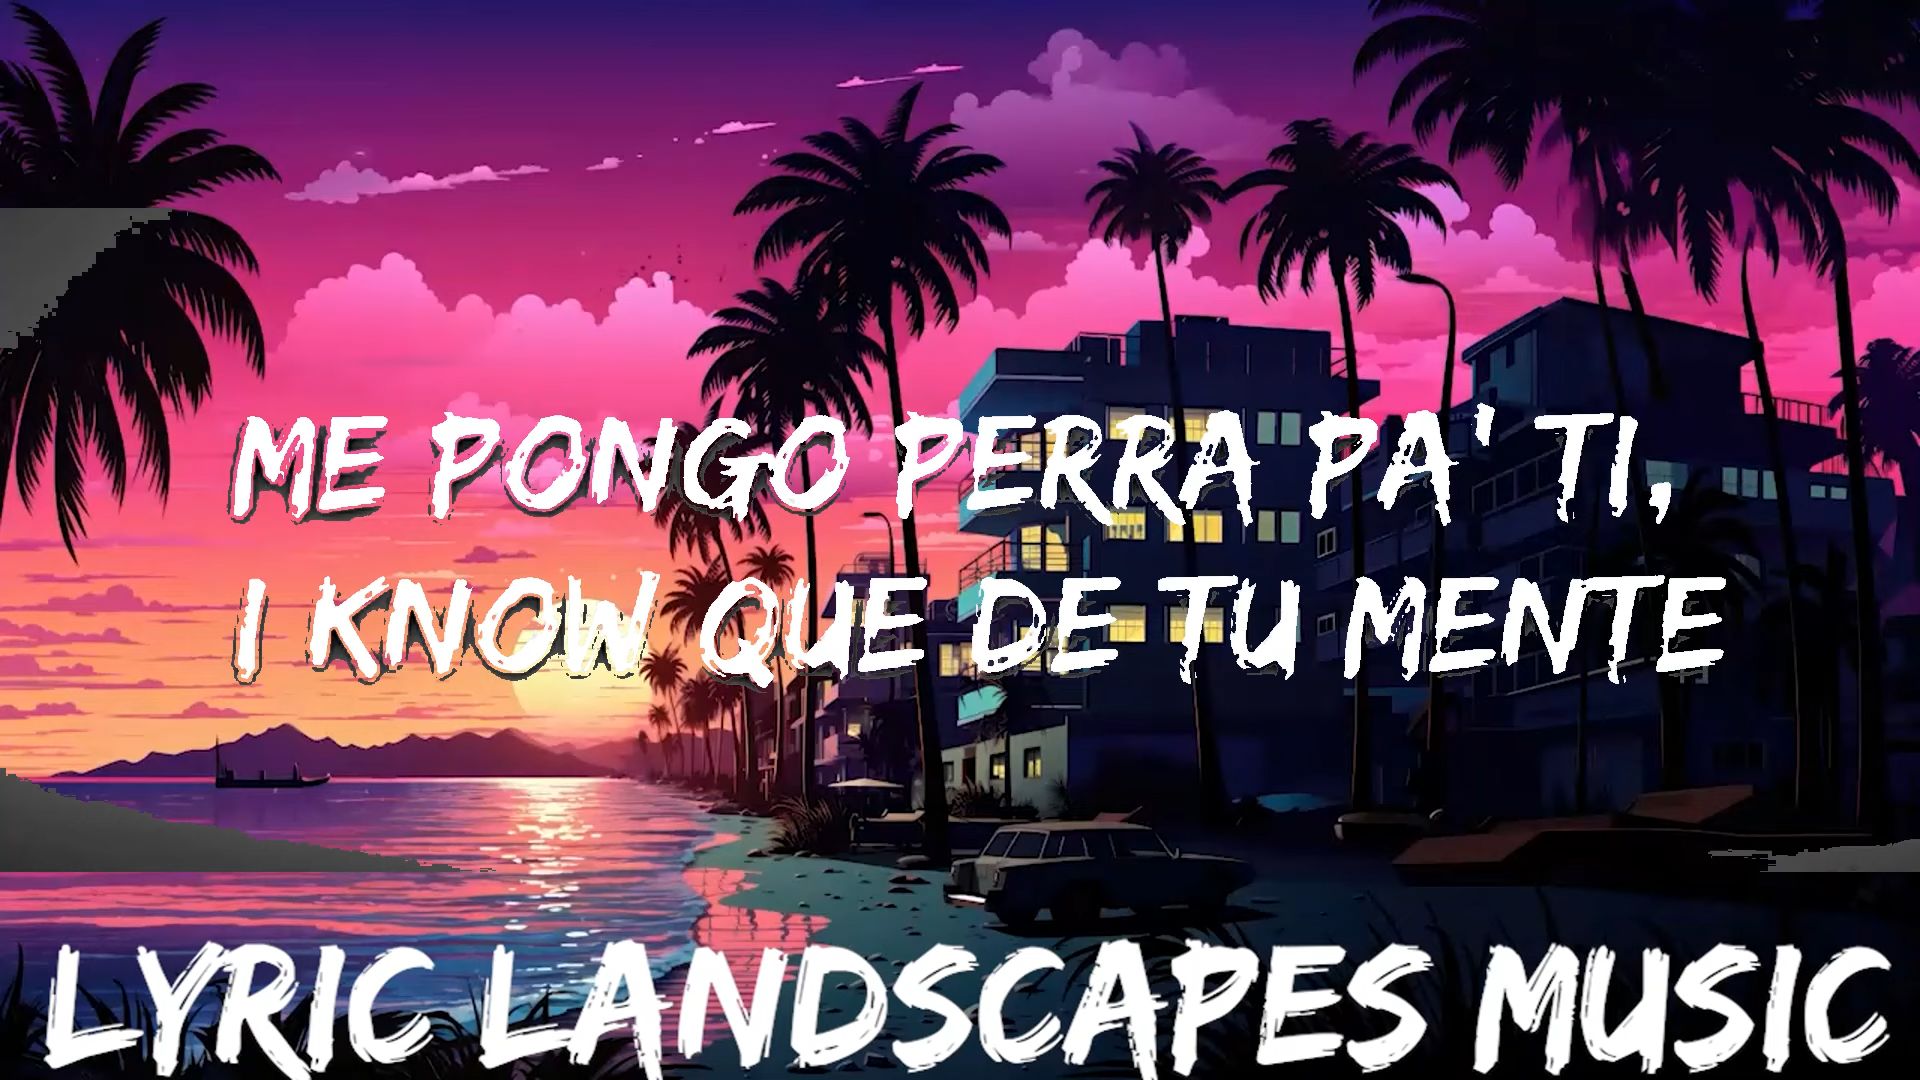 ME PONGO PERRA PA' TI,
I KNOW QUE DE TU MENTE
LYRIC LANDSCAPES MUSIC